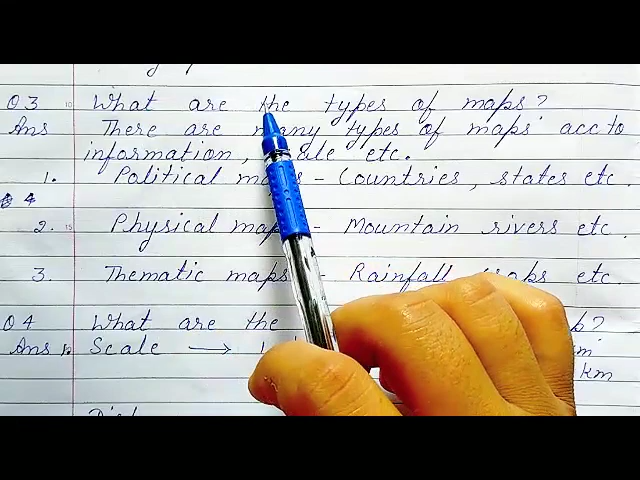 Q3 What are the types of maps?
Ans There are many types of maps acc to
information, scale etc.
1. Political maps - Countries, states etc.
2. Physical maps - Mountain rivers etc.
3. Thematic maps - Rainfall, crops etc.
Q4 What are the
Ans Scale →
km